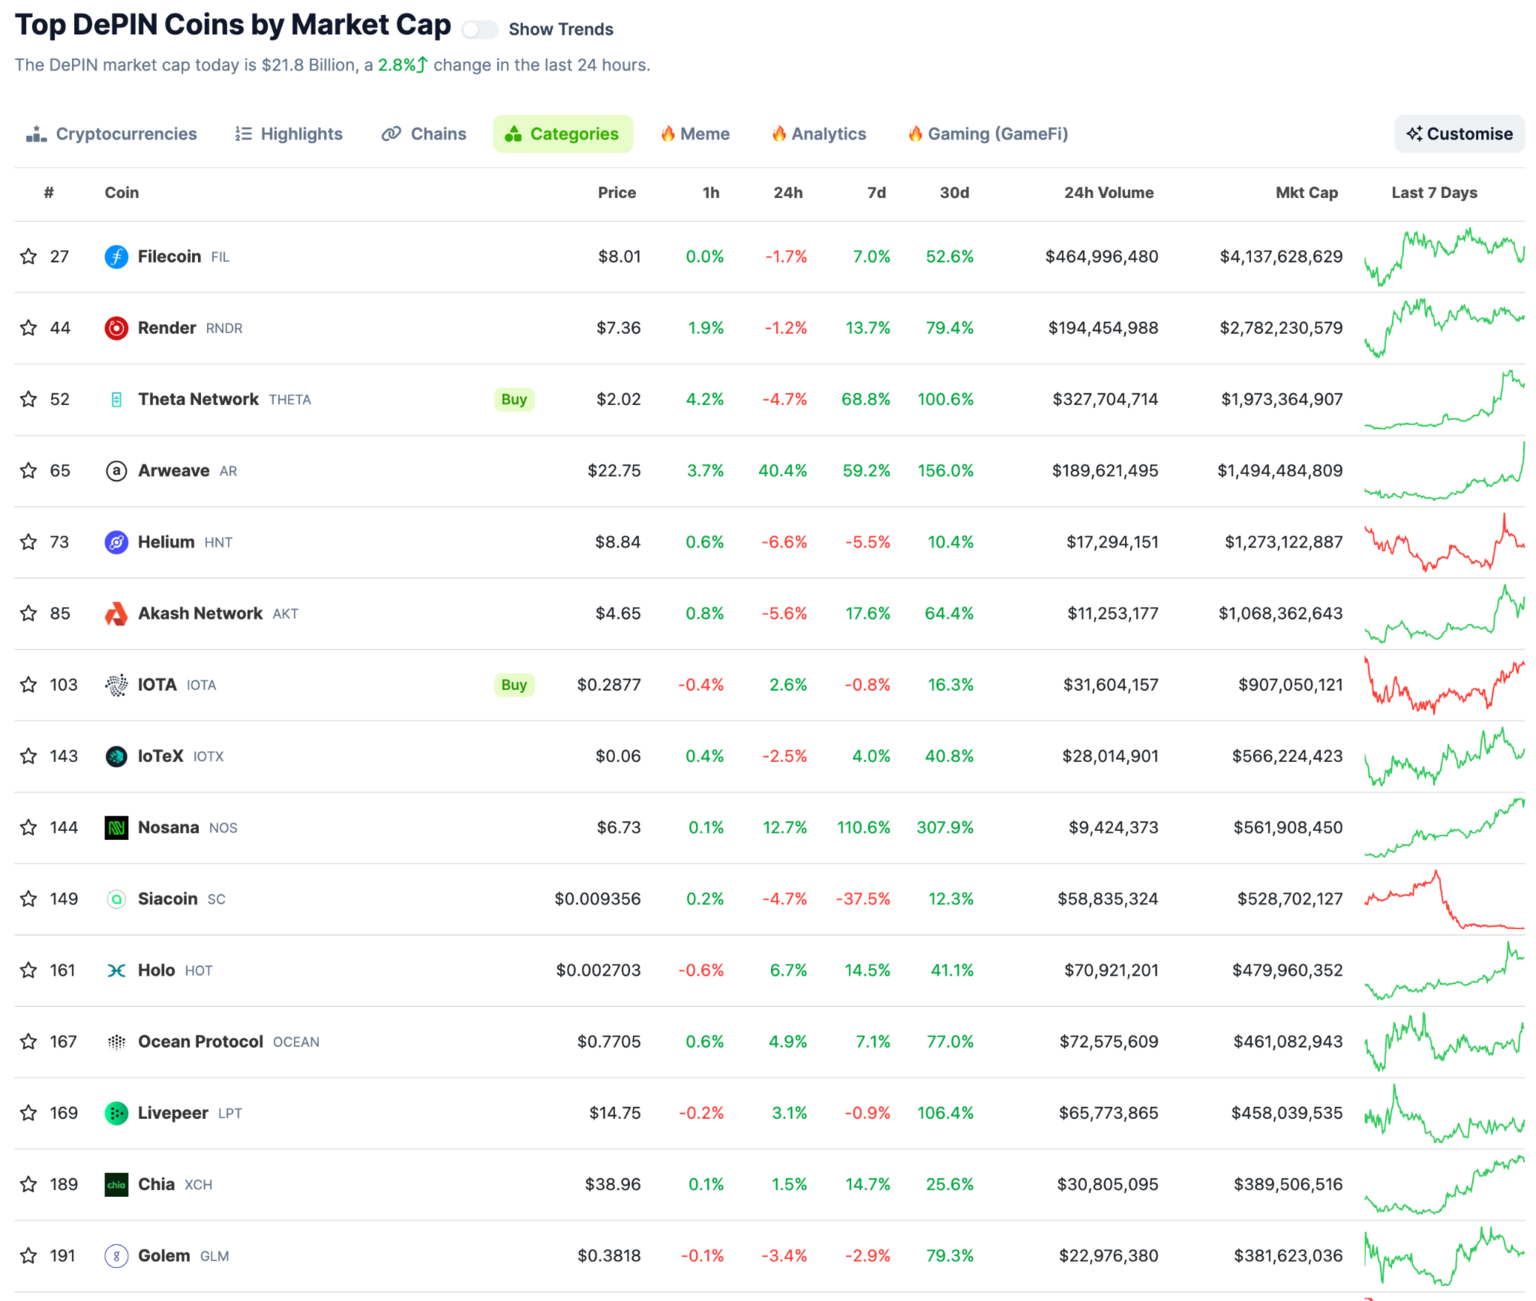 Top DePIN Coins by Market Cap Show Trends
The DePIN market cap today is $21.8 Billion, a 2.8% change in the last 24 hours.
Cryptocurrencies Highlights Chains Categories 🔥 Meme 🔥 Analytics 🔥 Gaming (GameFi) Customise
# Coin Price 1h 24h 7d 30d 24h Volume Mkt Cap Last 7 Days
27 Filecoin FIL $8.01 0.0% -1.7% 7.0% 52.6% $464,996,480 $4,137,628,629
44 Render RNDR $7.36 1.9% -1.2% 13.7% 79.4% $194,454,988 $2,782,230,579
52 Theta Network THETA Buy $2.02 4.2% -4.7% 68.8% 100.6% $327,704,714 $1,973,364,907
65 a Arweave AR $22.75 3.7% 40.4% 59.2% 156.0% $189,621,495 $1,494,484,809
73 Helium HNT $8.84 0.6% -6.6% -5.5% 10.4% $17,294,151 $1,273,122,887
85 Akash Network AKT $4.65 0.8% -5.6% 17.6% 64.4% $11,253,177 $1,068,362,643
103 IOTA IOTA Buy $0.2877 -0.4% 2.6% -0.8% 16.3% $31,604,157 $907,050,121
143 IoTeX IOTX $0.06 0.4% -2.5% 4.0% 40.8% $28,014,901 $566,224,423
144 Nosana NOS $6.73 0.1% 12.7% 110.6% 307.9% $9,424,373 $561,908,450
149 Siacoin SC $0.009356 0.2% -4.7% -37.5% 12.3% $58,835,324 $528,702,127
161 Holo HOT $0.002703 -0.6% 6.7% 14.5% 41.1% $70,921,201 $479,960,352
167 Ocean Protocol OCEAN $0.7705 0.6% 4.9% 7.1% 77.0% $72,575,609 $461,082,943
169 Livepeer LPT $14.75 -0.2% 3.1% -0.9% 106.4% $65,773,865 $458,039,535
189 chia Chia XCH $38.96 0.1% 1.5% 14.7% 25.6% $30,805,095 $389,506,516
191 Golem GLM $0.3818 -0.1% -3.4% -2.9% 79.3% $22,976,380 $381,623,036